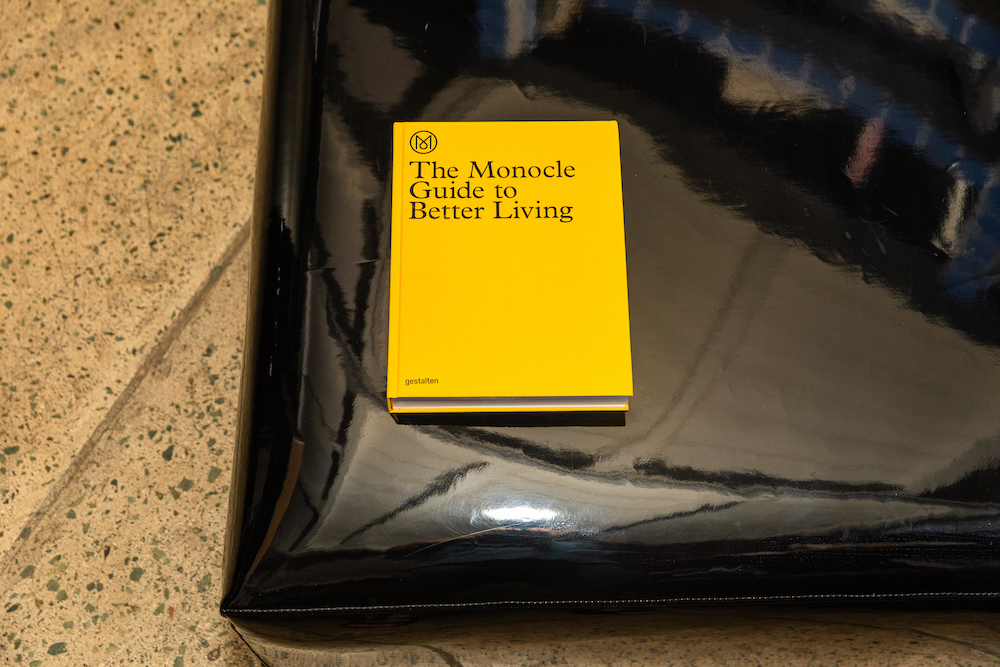 M
The Monocle
Guide to
Better Living
gestalten